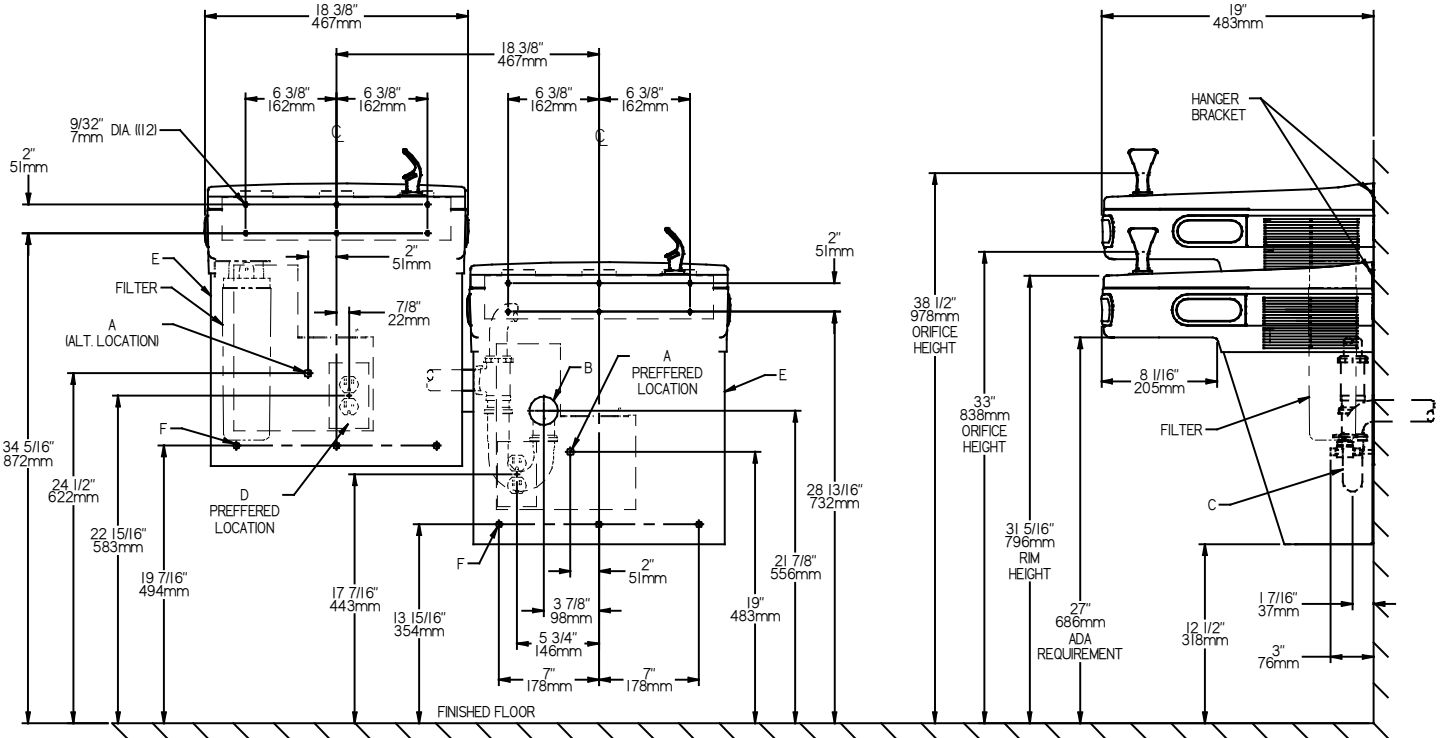 18 3/8"
467mm
18 3/8"
467mm
19"
483mm
6 3/8"
162mm
6 3/8"
162mm
6 3/8"
162mm
6 3/8"
162mm
HANGER
BRACKET
9/32"
7mm DIA. (112)
℄
℄
2"
51mm
2"
51mm
2"
51mm
E
FILTER
7/8"
22mm
A
(ALT. LOCATION)
A
PREFFERED
LOCATION
B
E
38 1/2"
978mm
ORIFICE
HEIGHT
8 1/16"
205mm
33"
838mm
ORIFICE
HEIGHT
FILTER
F
34 5/16"
872mm
24 1/2"
622mm
D
PREFFERED
LOCATION
28 13/16"
732mm
C
22 15/16"
583mm
31 5/16"
796mm
RIM
HEIGHT
21 7/8"
556mm
F
2"
51mm
19 7/16"
494mm
17 7/16"
443mm
13 15/16"
354mm
3 7/8"
98mm
19"
483mm
1 7/16"
37mm
27"
686mm
ADA
REQUIREMENT
12 1/2"
318mm
5 3/4"
146mm
3"
76mm
7"
178mm
7"
178mm
FINISHED FLOOR